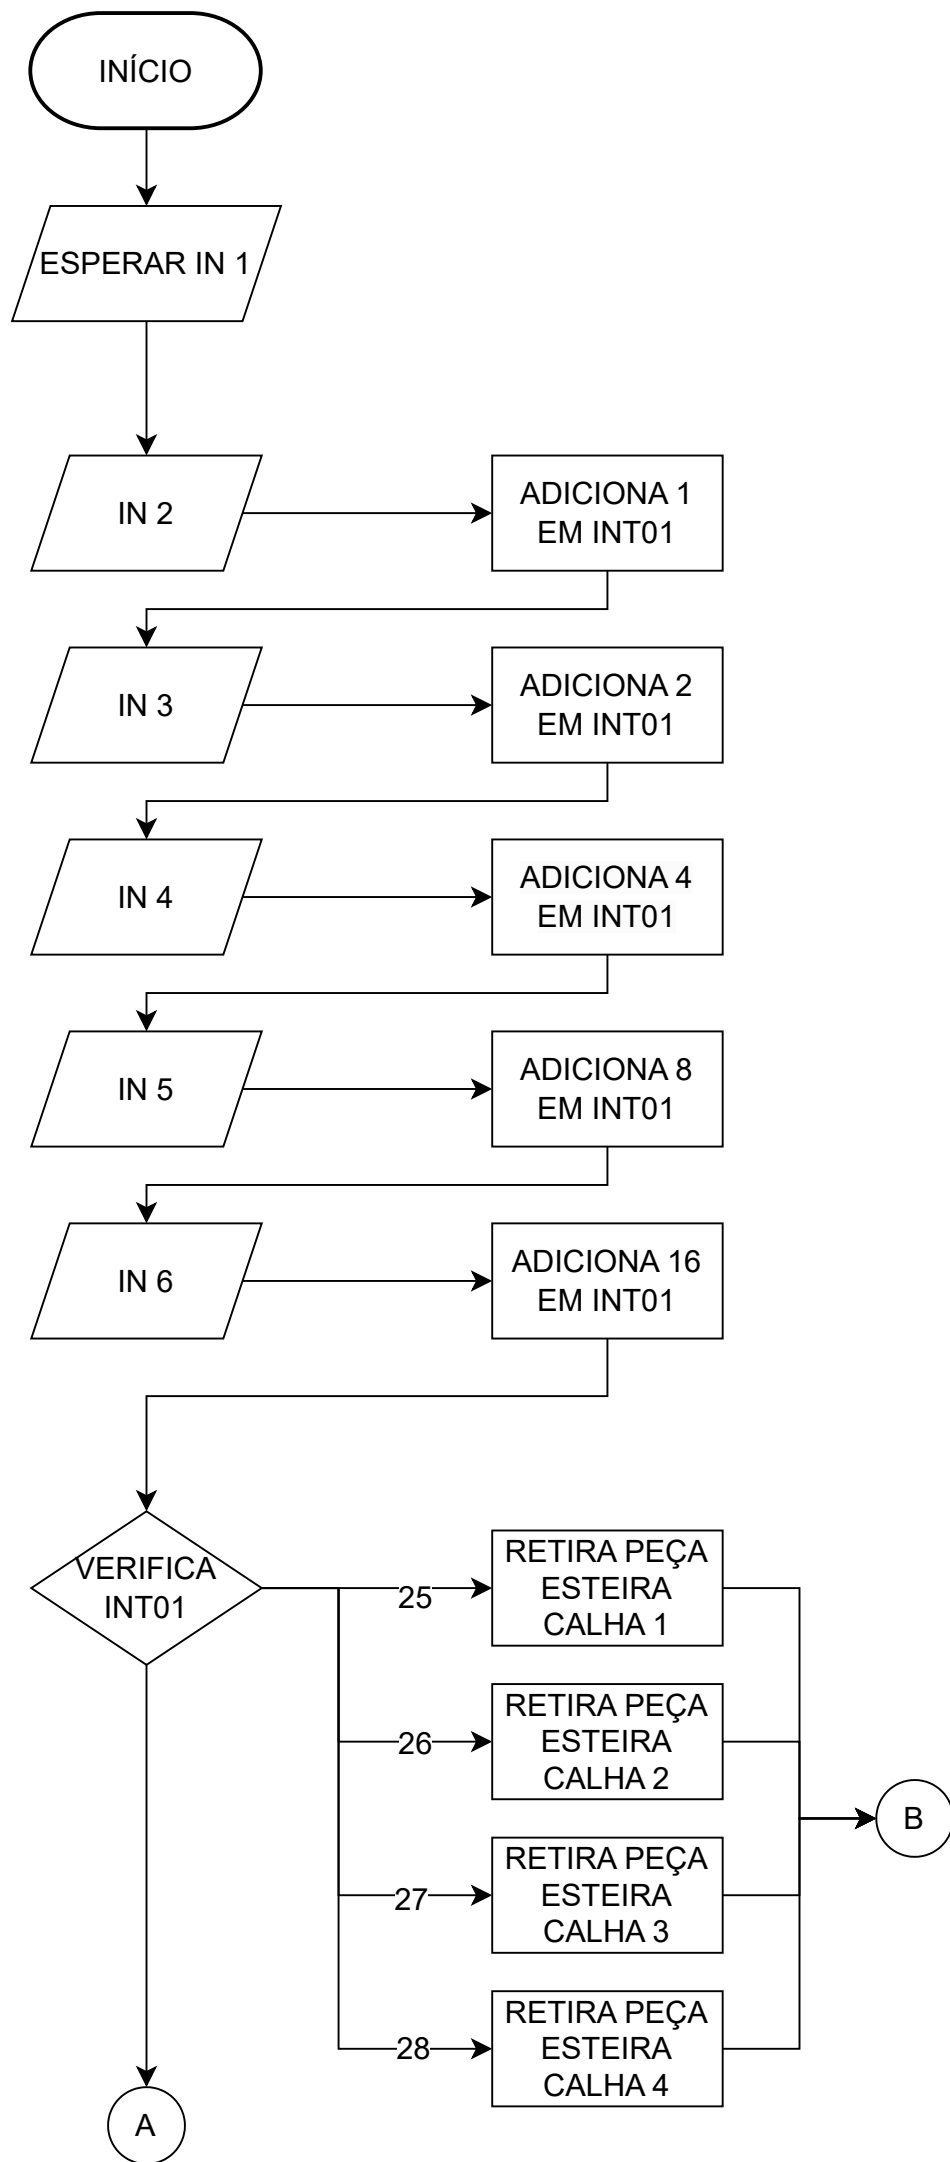 INÍCIO
ESPERAR IN 1
IN 2
ADICIONA 1
EM INT01
IN 3
ADICIONA 2
EM INT01
IN 4
ADICIONA 4
EM INT01
IN 5
ADICIONA 8
EM INT01
IN 6
ADICIONA 16
EM INT01
VERIFICA
INT01
25
RETIRA PEÇA
ESTEIRA
CALHA 1
26
RETIRA PEÇA
ESTEIRA
CALHA 2
B
27
RETIRA PEÇA
ESTEIRA
CALHA 3
28
RETIRA PEÇA
ESTEIRA
CALHA 4
A